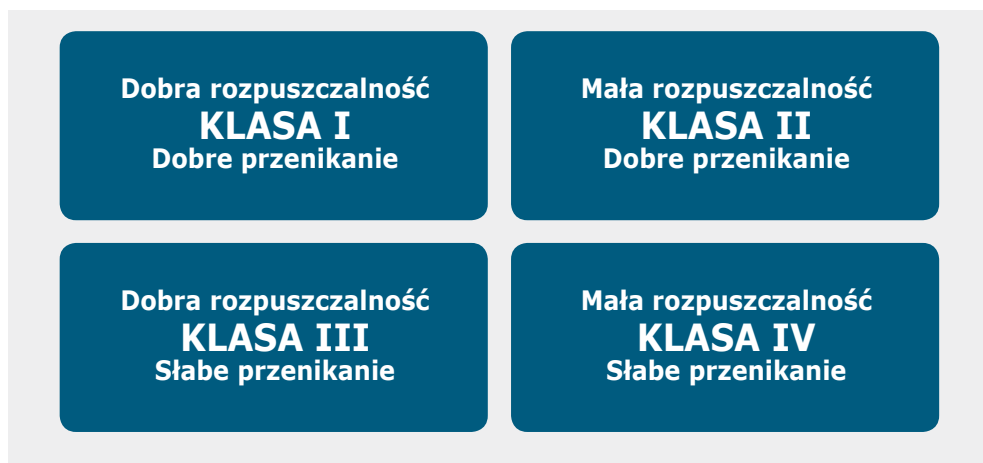 Dobra rozpuszczalność
KLASA I
Dobre przenikanie
Mała rozpuszczalność
KLASA II
Dobre przenikanie
Dobra rozpuszczalność
KLASA III
Słabe przenikanie
Mała rozpuszczalność
KLASA IV
Słabe przenikanie